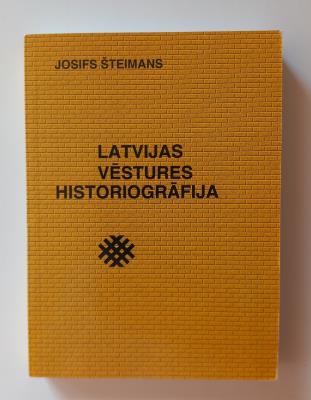 JOSIFS ŠTEIMANS
LATVIJAS
VĒSTURES
HISTORIOGRĀFIJA